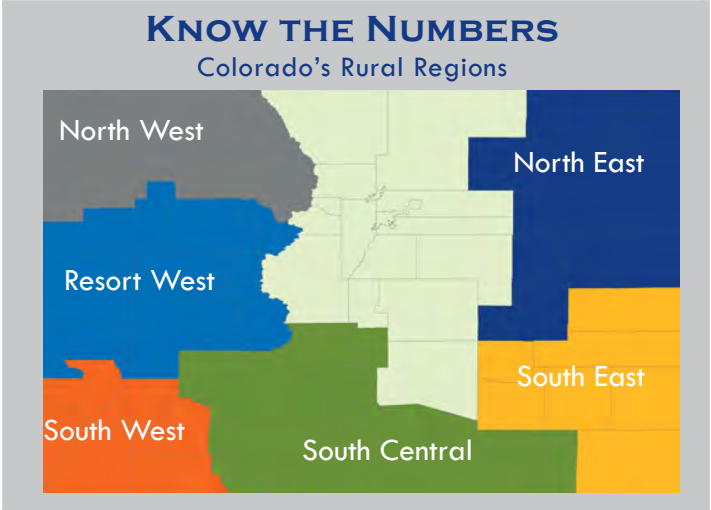 Know the Numbers
Colorado's Rural Regions
North West
North East
Resort West
South East
South West
South Central